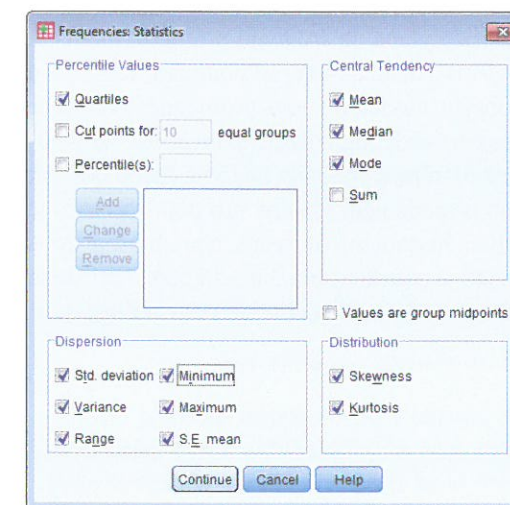 Frequencies: Statistics
Percentile Values
Quartiles
Cut points for: 10 equal groups
Percentile(s):
Add
Change
Remove
Central Tendency
Mean
Median
Mode
Sum
Values are group midpoints
Dispersion
Std. deviation Minimum
Variance Maximum
Range S.E. mean
Distribution
Skewness
Kurtosis
Continue Cancel Help